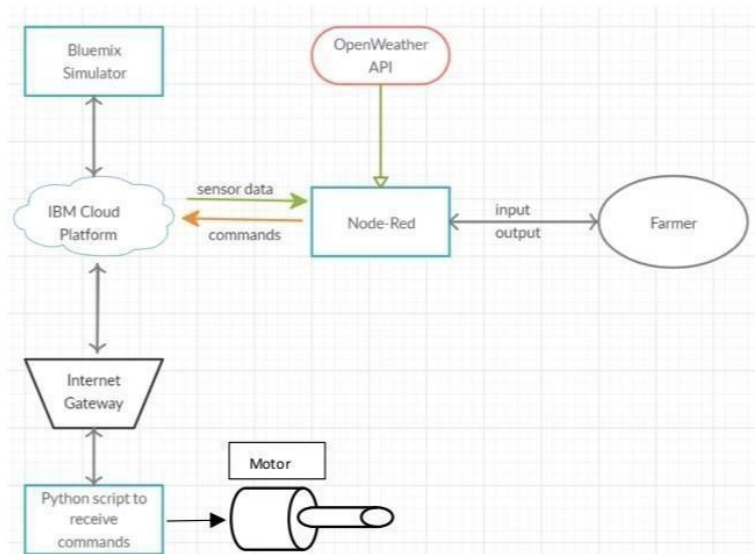 Bluemix
Simulator
OpenWeather
API
IBM Cloud
Platform
sensor data
commands
Node-Red
input
output
Farmer
Internet
Gateway
Motor
Python script to
receive
commands